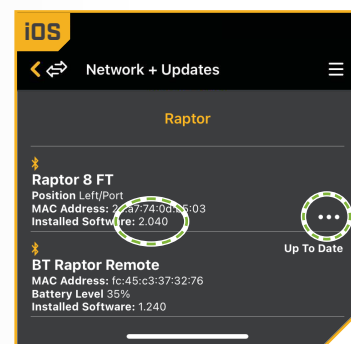 iOS
Network + Updates
Raptor
Raptor 8 FT
Position Left/Port
MAC Address:
Installed Software: 2.040
Up To Date
BT Raptor Remote
MAC Address: fc:45:c3:37:32:76
Battery Level 35%
Installed Software: 1.240